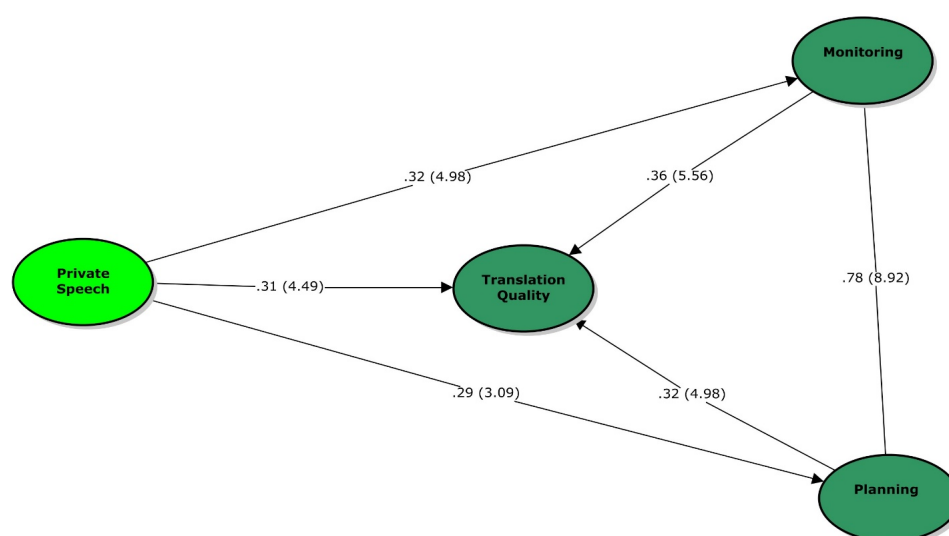 Monitoring
.32 (4.98)
.36 (5.56)
Private
Speech
.31 (4.49)
Translation
Quality
.78 (8.92)
.29 (3.09)
.32 (4.98)
Planning